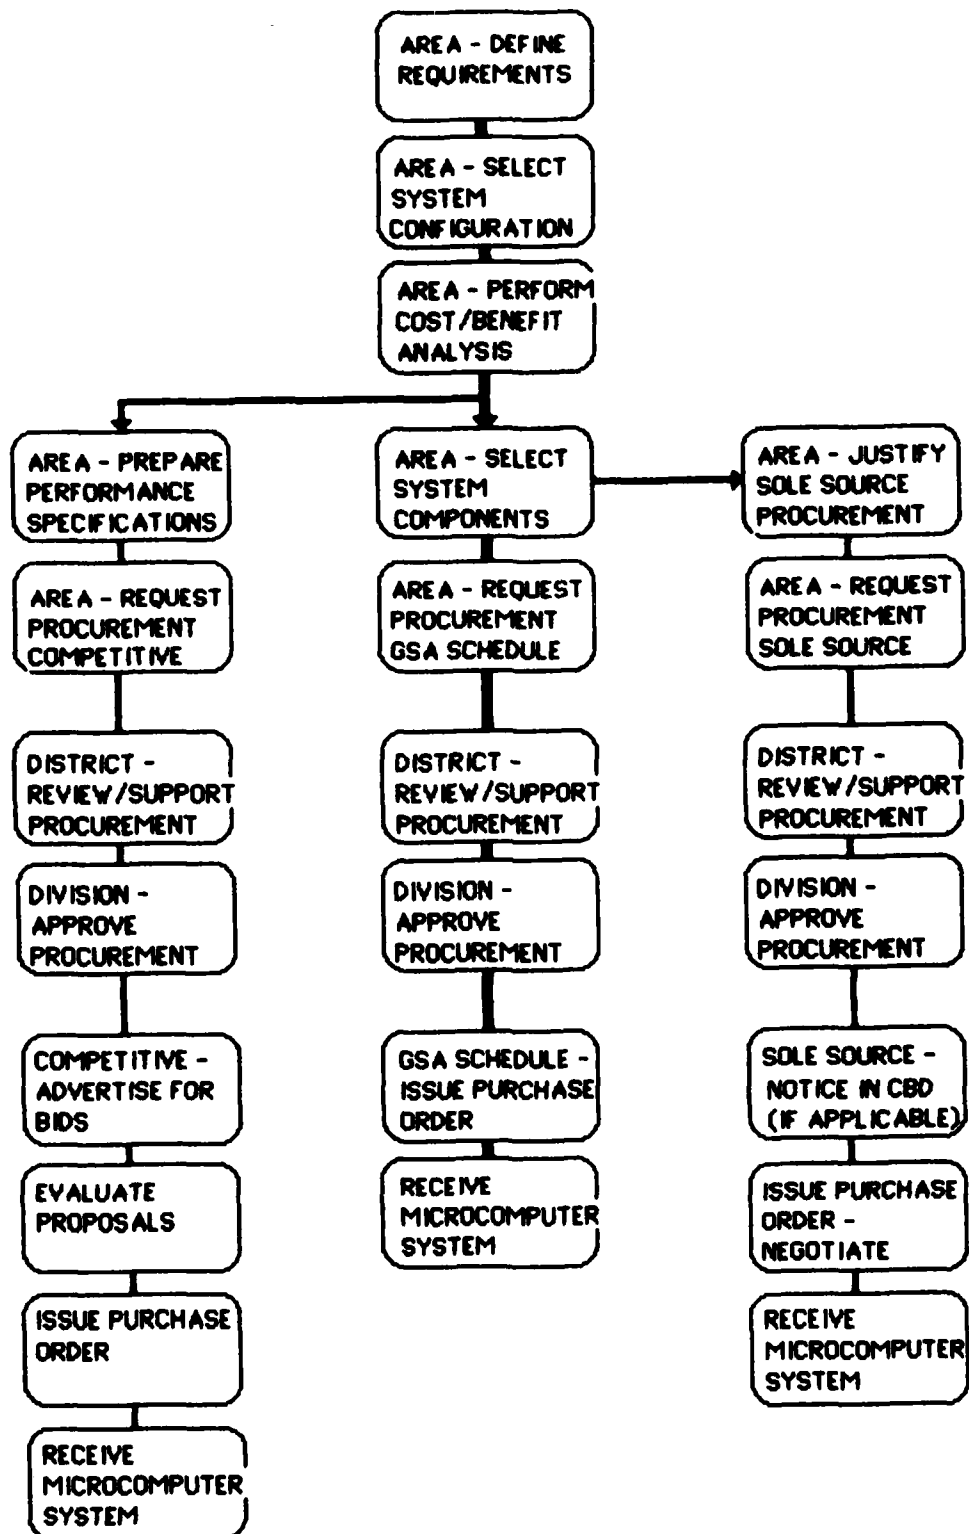 AREA - DEFINE
REQUIREMENTS
AREA - SELECT
SYSTEM
CONFIGURATION
AREA - PERFORM
COST/BENEFIT
ANALYSIS
AREA - PREPARE
PERFORMANCE
SPECIFICATIONS
AREA - REQUEST
PROCUREMENT
COMPETITIVE
DISTRICT -
REVIEW/SUPPORT
PROCUREMENT
DIVISION -
APPROVE
PROCUREMENT
COMPETITIVE -
ADVERTISE FOR
BIDS
EVALUATE
PROPOSALS
ISSUE PURCHASE
ORDER
RECEIVE
MICROCOMPUTER
SYSTEM
AREA - SELECT
SYSTEM
COMPONENTS
AREA - REQUEST
PROCUREMENT
GSA SCHEDULE
DISTRICT -
REVIEW/SUPPORT
PROCUREMENT
DIVISION -
APPROVE
PROCUREMENT
GSA SCHEDULE -
ISSUE PURCHASE
ORDER
RECEIVE
MICROCOMPUTER
SYSTEM
AREA - JUSTIFY
SOLE SOURCE
PROCUREMENT
AREA - REQUEST
PROCUREMENT
SOLE SOURCE
DISTRICT -
REVIEW/SUPPORT
PROCUREMENT
DIVISION -
APPROVE
PROCUREMENT
SOLE SOURCE -
NOTICE IN CBD
(IF APPLICABLE)
ISSUE PURCHASE
ORDER -
NEGOTIATE
RECEIVE
MICROCOMPUTER
SYSTEM